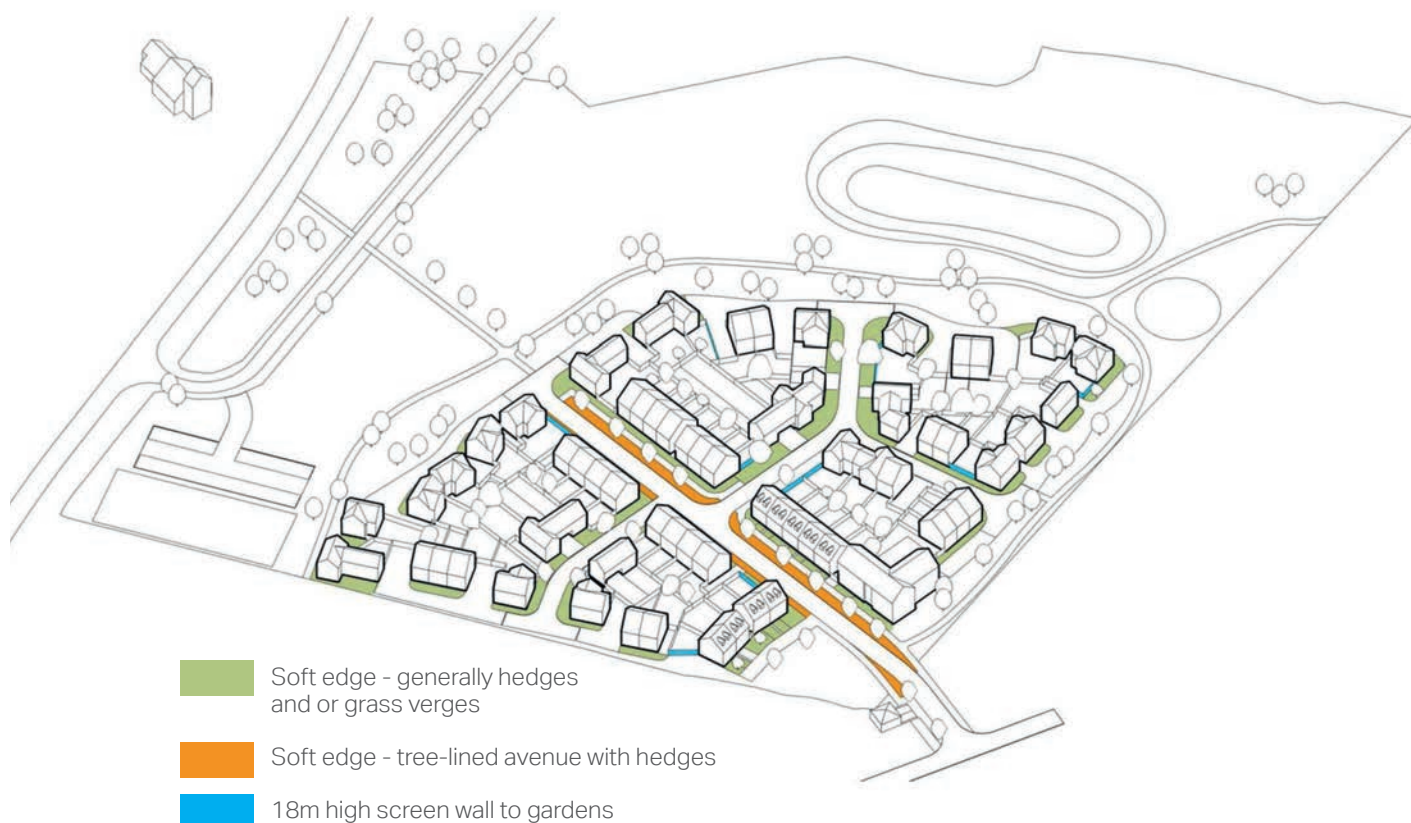 Soft edge - generally hedges
and or grass verges
Soft edge - tree-lined avenue with hedges
18m high screen wall to gardens